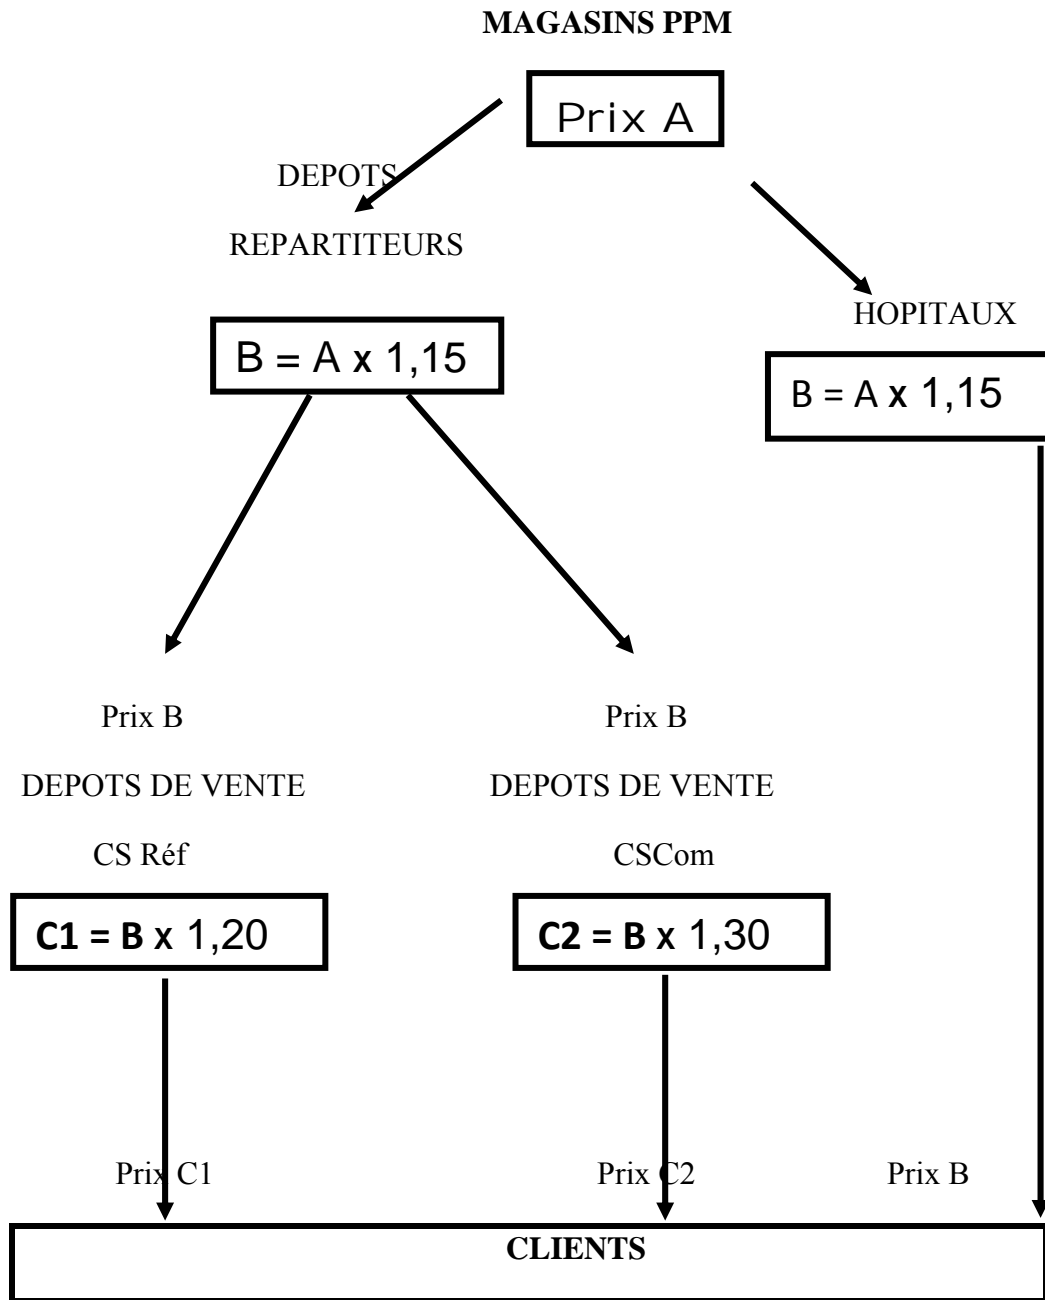 MAGASINS PPM
Prix A
DEPOTS
REPARTITEURS
HOPITAUX
B = A x 1,15
B = A x 1,15
Prix B
Prix B
DEPOTS DE VENTE
DEPOTS DE VENTE
CS Réf
CSCom
C1 = B x 1,20
C2 = B x 1,30
Prix C1
Prix C2
Prix B
CLIENTS